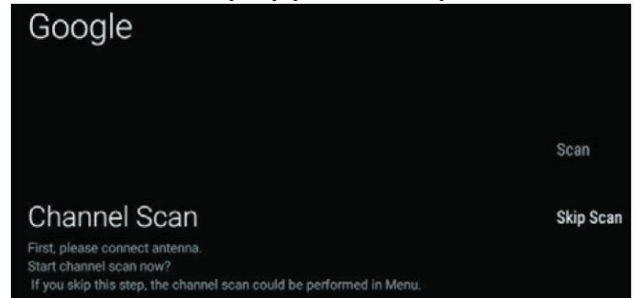 Google
Scan
Channel Scan
Skip Scan
First, please connect antenna.
Start channel scan now?
If you skip this step, the channel scan could be performed in Menu.